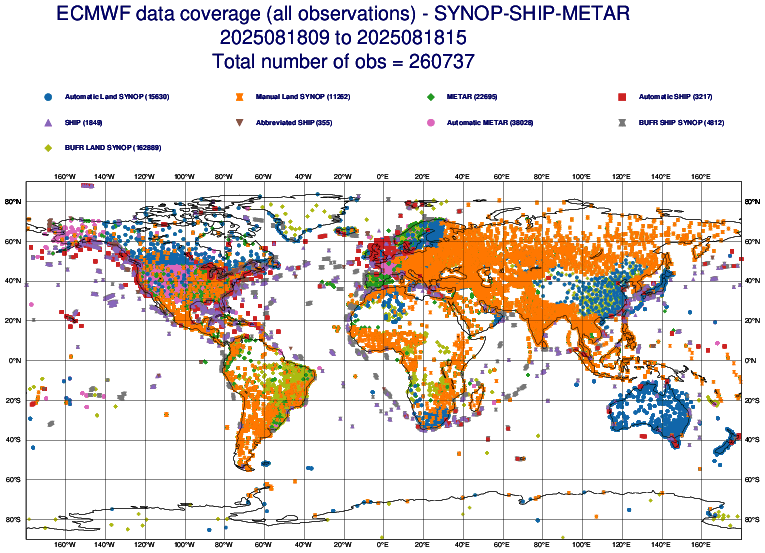 ECMWF data coverage (all observations) - SYNOP-SHIP-METAR
2025081809 to 2025081815
Total number of obs = 260737
Automatic Land SYNOP (15630) Manual Land SYNOP (11262) METAR (22695) Automatic SHIP (3217)
SHIP (1849) Abbreviated SHIP (355) Automatic METAR (38028) BUFR SHIP SYNOP (4812)
BUFR LAND SYNOP (162889)
160°W 140°W 120°W 100°W 80°W 60°W 40°W 20°W 0°E 20°E 40°E 60°E 80°E 100°E 120°E 140°E 160°E
80°N 80°N
60°N 60°N
40°N 40°N
20°N 20°N
0°N 0°N
20°S 20°S
40°S 40°S
60°S 60°S
80°S 80°S
160°W 140°W 120°W 100°W 80°W 60°W 40°W 20°W 0°E 20°E 40°E 60°E 80°E 100°E 120°E 140°E 160°E